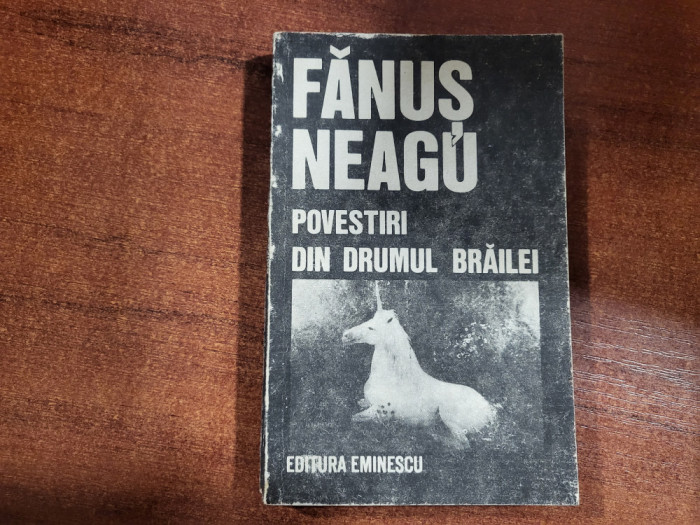 FĂNUȘ
NEAGU
POVESTIRI
DIN DRUMUL BRĂILEI
EDITURA EMINESCU